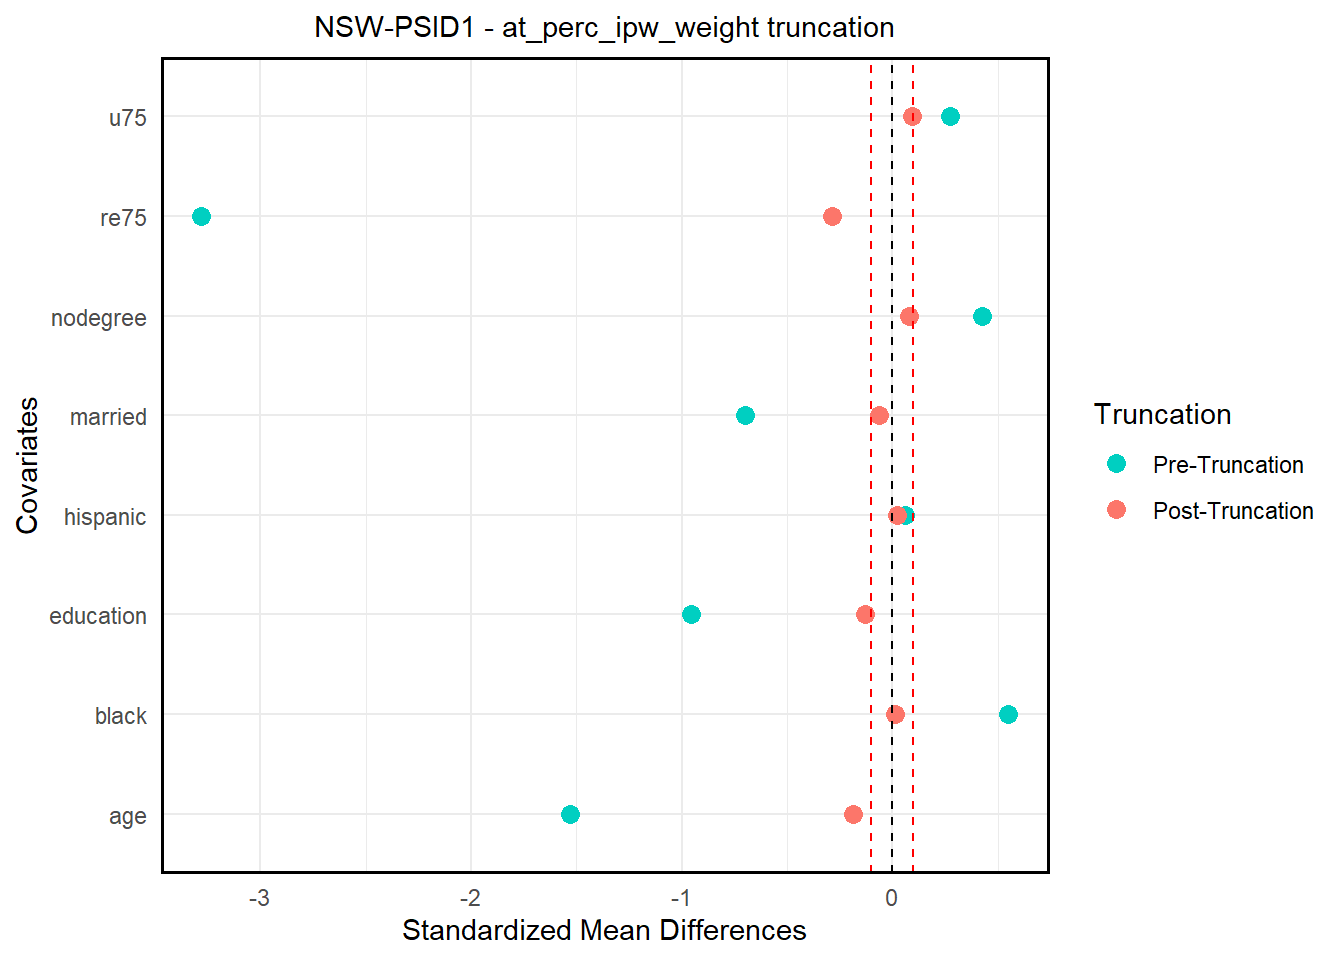 NSW-PSID1 - at_perc_ipw_weight truncation
u75
re75
nodegree
married
hispanic
education
black
age
Covariates
-3
-2
-1
0
Standardized Mean Differences
Truncation
Pre-Truncation
Post-Truncation